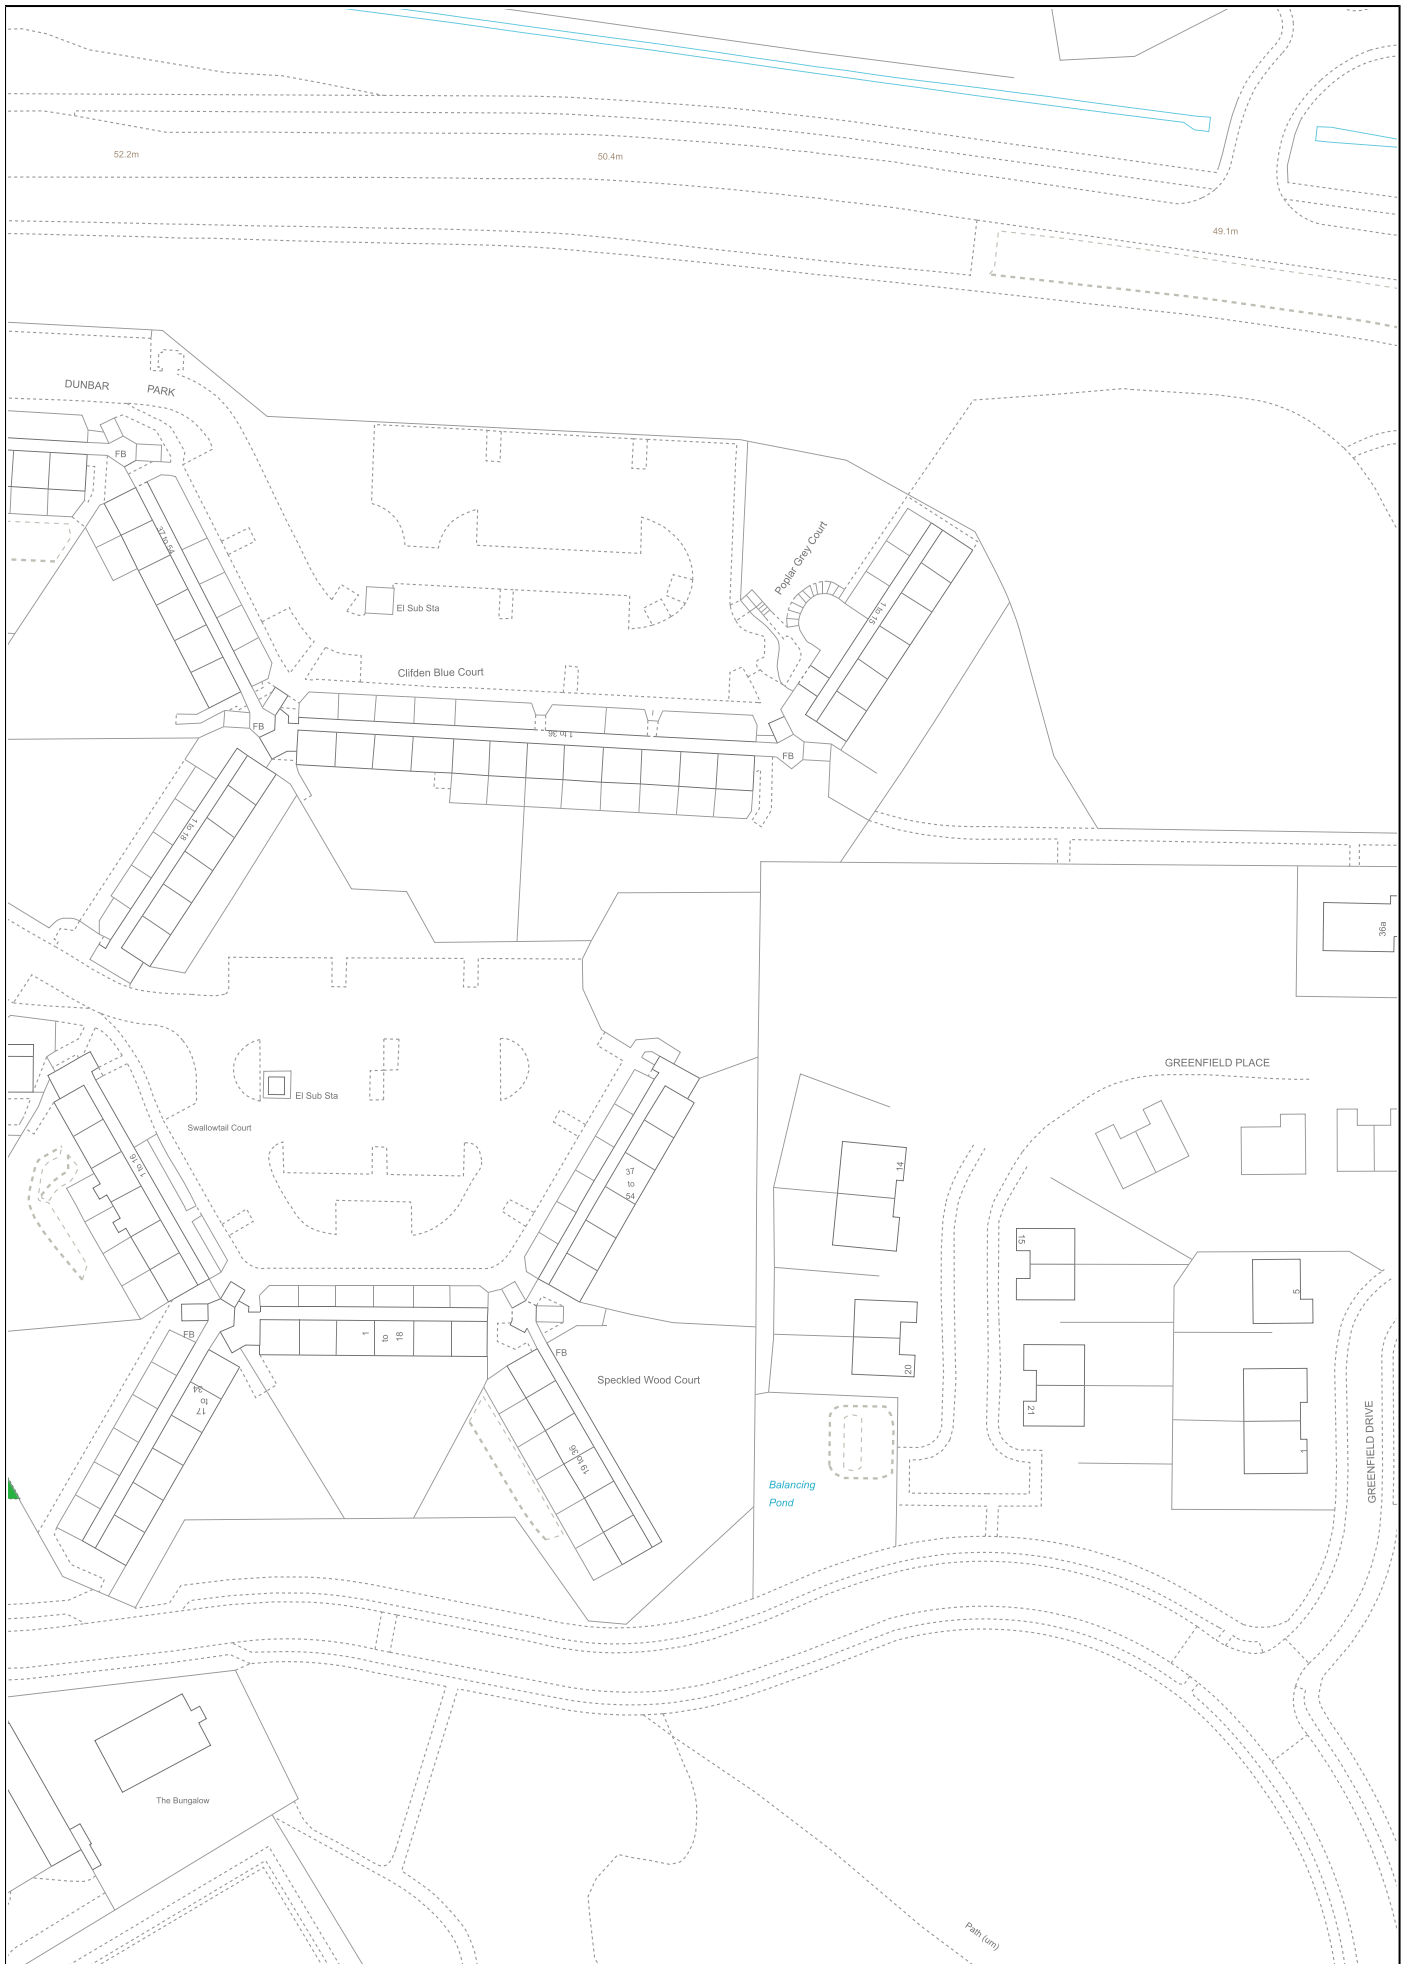 52.2m
50.4m
49.1m
DUNBAR PARK
FB
37 to 54
Poplar Grey Court
1 to 15
El Sub Sta
Clifden Blue Court
FB
1 to 36
FB
1 to 18
36a
GREENFIELD PLACE
El Sub Sta
Swallowtail Court
1 to 16
37
to
54
14
15
5
FB
1
to
18
FB
20
21
1
GREENFIELD DRIVE
17
to
34
Speckled Wood Court
19 to 36
Balancing
Pond
The Bungalow
Path (um)